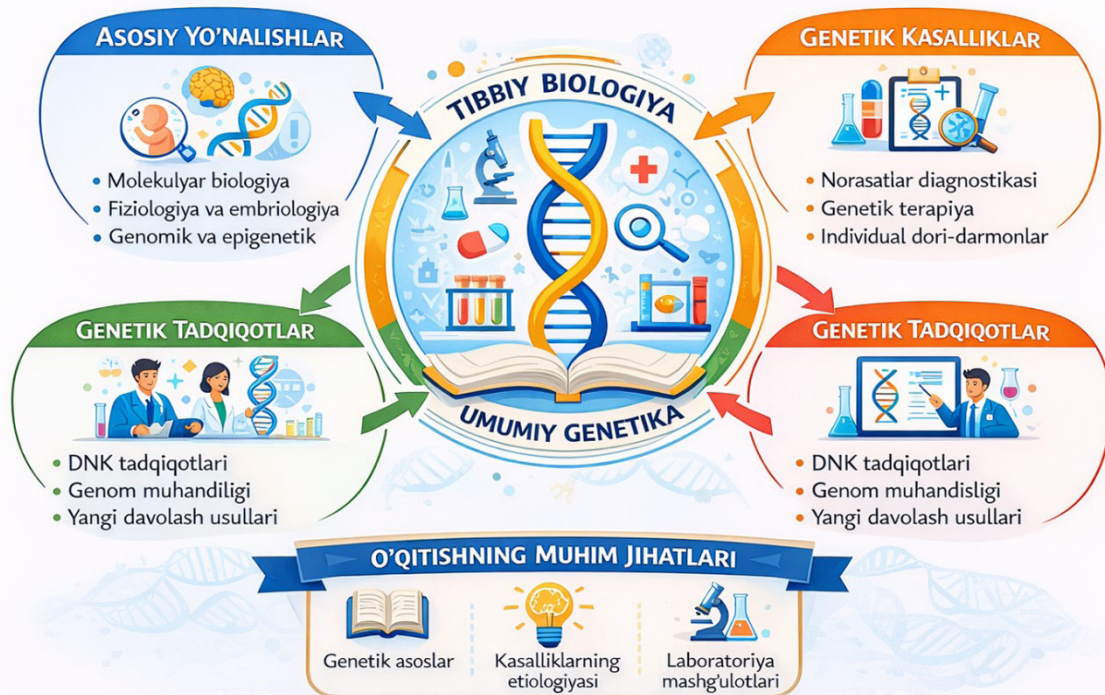 ASOSIY YO'NALISHLAR
• Molekulyar biologiya
• Fiziologiya va embriologiya
• Genomik va epigenetik
TIBBIY BIOLOGIYA
UMUMIY GENETIKA
GENETIK KASALLIKLAR
• Norasatlar diagnostikasi
• Genetik terapiya
• Individual dori-darmonlar
GENETIK TADQIQOTLAR
• DNK tadqiqotlari
• Genom muhandiligi
• Yangi davolash usullari
GENETIK TADQIQOTLAR
• DNK tadqiqotlari
• Genom muhandisligi
• Yangi davolash usullari
O'QITISHNING MUHIM JIHATLARI
Genetik asoslar
Kasalliklarning
etiologiyasi
Laboratoriya
mashg'ulotlari